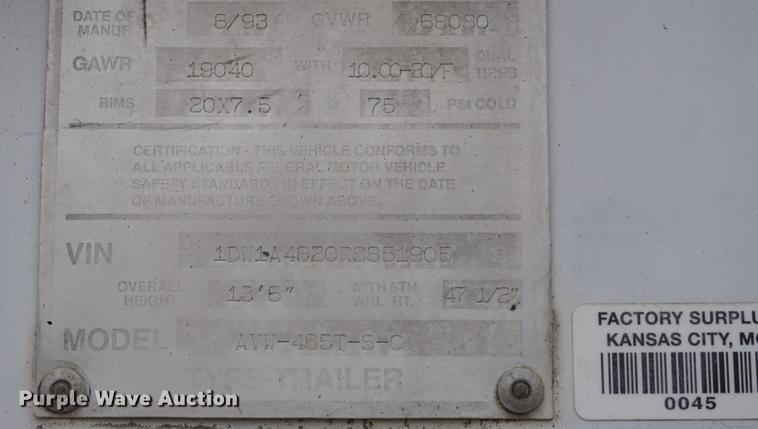 DATE OF MANUF 6/93 GVWR 68080
GAWR 19040 WITH 10.00-20/F DUAL TIRES
RIMS 20X7.5 @ 75 PSI COLD
CERTIFICATION - THIS VEHICLE CONFORMS TO
ALL APPLICABLE FEDERAL MOTOR VEHICLE
SAFETY STANDARDS IN EFFECT ON THE DATE
OF MANUFACTURE SHOWN ABOVE.
VIN 1DW1A4820RS851905
OVERALL HEIGHT 13'6" WITH 5TH WHL. HT. 47 1/2"
MODEL AVW-485T-S-C
TYPE-TRAILER
FACTORY SURPLU
KANSAS CITY, MO
0045
Purple Wave Auction